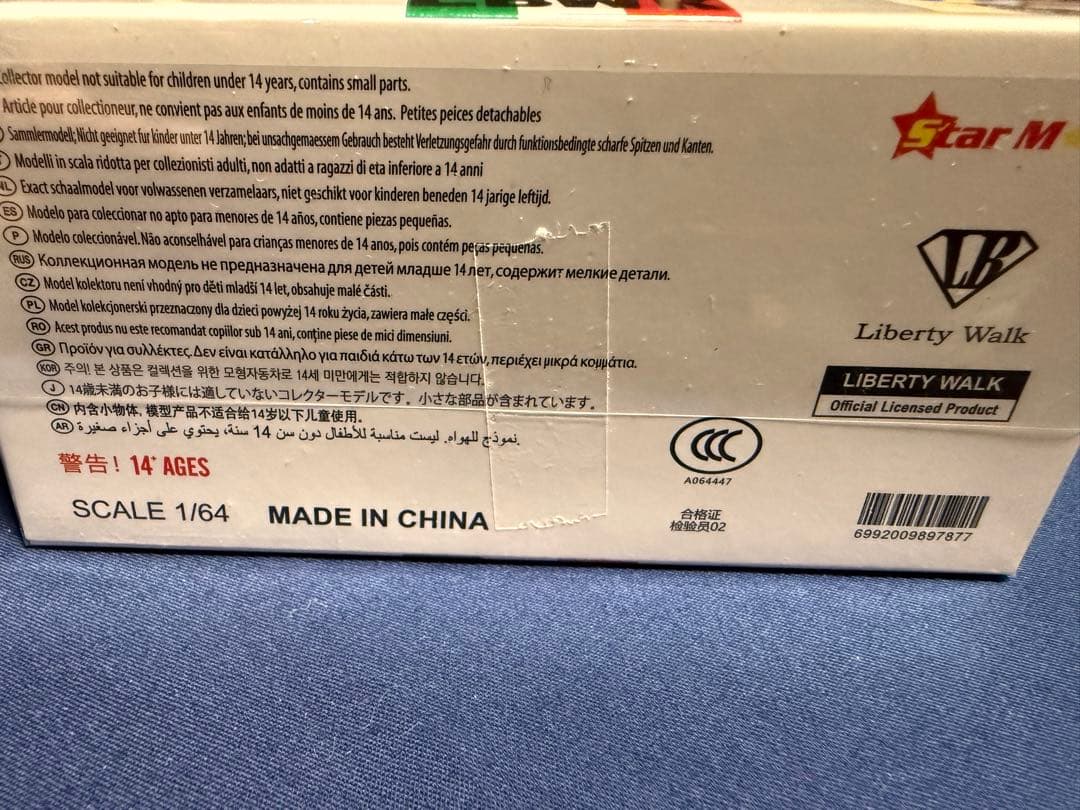 ollector model not suitable for children under 14 years, contains small parts.
Article pour collectioneur, ne convient pas aux enfants de moins de 14 ans. Petites peices detachables
Sammlermodell; Nicht geeignet fur kinder unter 14 Jahren; bei unsachgemaessem Gebrauch besteht Verletzungsgefahr durch funktionsbedingte scharfe Spitzen und Kanten.
Modelli in scala ridotta per collezionisti adulti, non adatti a ragazzi di eta inferiore a 14 anni
NL Exact schaalmodel voor volwassenen verzamelaars, niet geschikt voor kinderen beneden 14 jarige leftijd.
ES Modelo para coleccionar no apto para menores de 14 años, contiene piezas pequeñas.
P Modelo coleccionável. Não aconselhável para crianças menores de 14 anos, pois contém peças pequenas.
RUS Коллекционная модель не предназначена для детей младше 14 лет, содержит мелкие детали.
CZ Model kolektoru není vhodný pro děti mladší 14 let, obsahuje malé části.
PL Model kolekcjonerski przeznaczony dla dzieci powyżej 14 roku życia, zawiera małe części.
RO Acest produs nu este recomandat copiilor sub 14 ani, conține piese de mici dimensiuni.
GR Προϊόν για συλλέκτες. Δεν είναι κατάλληλο για παιδιά κάτω των 14 ετών, περιέχει μικρά κομμάτια.
KOR 주의! 본 상품은 컬렉션을 위한 모형자동차로 14세 미만에게는 적합하지 않습니다.
J 14歳未満のお子様には適していないコレクターモデルです。小さな部品が含まれています。
CN 内含小物体, 模型产品不适合给14岁以下儿童使用。
AR نموذج للهواه. ليست مناسبة للأطفال دون سن 14 سنة، يحتوي على أجزاء صغيرة.
警告! 14+ AGES
SCALE 1/64
MADE IN CHINA
Star M
LB
Liberty Walk
LIBERTY WALK
Official Licensed Product
CCC
A064447
合格证
检验员02
6992009897877